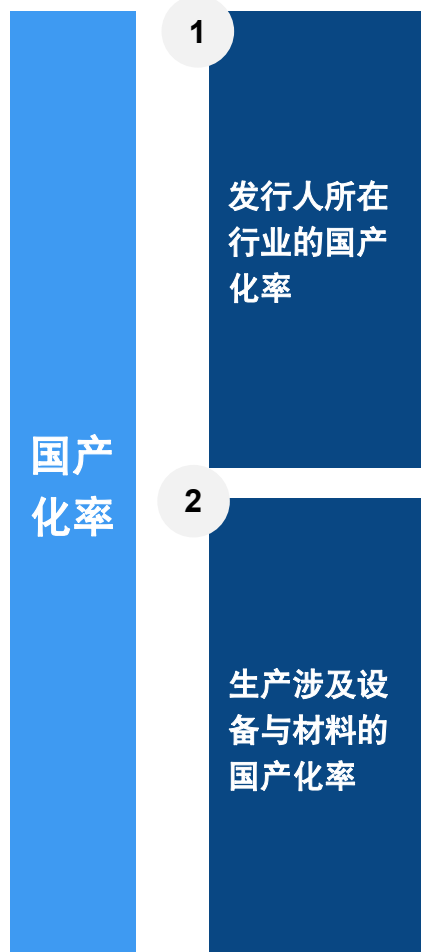 国产
化率
1
发行人所在
行业的国产
化率
2
生产涉及设
备与材料的
国产化率